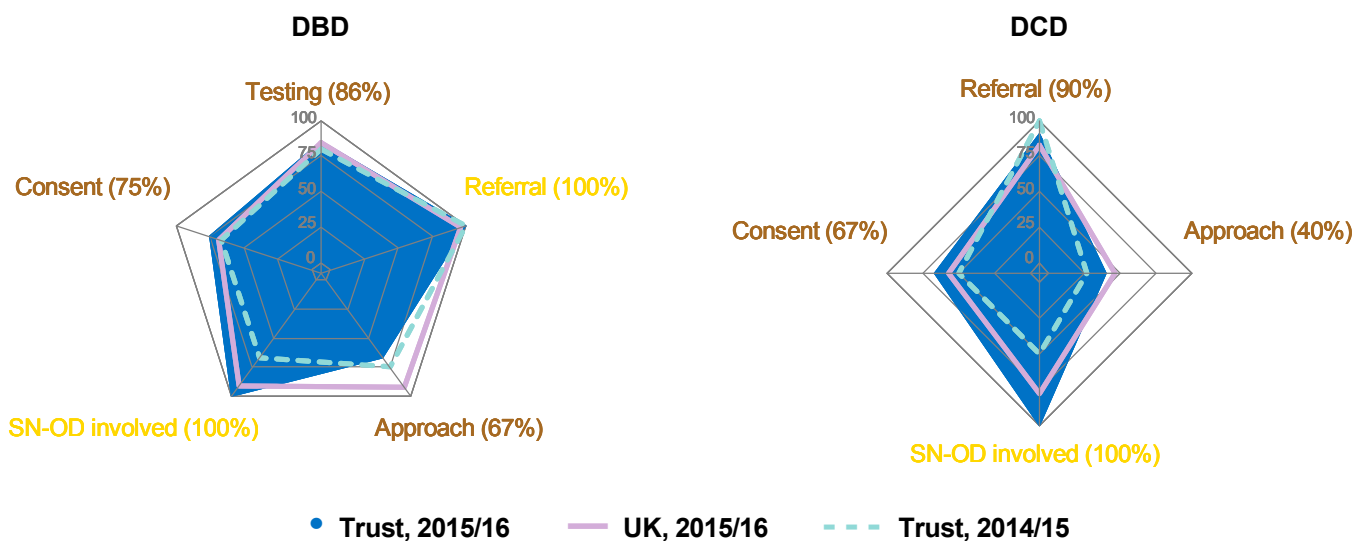 DBD
Testing (86%)
100
75
50
25
0
Consent (75%)
Referral (100%)
SN-OD involved (100%)
Approach (67%)
DCD
Referral (90%)
100
75
50
25
0
Consent (67%)
Approach (40%)
SN-OD involved (100%)
Trust, 2015/16
UK, 2015/16
Trust, 2014/15